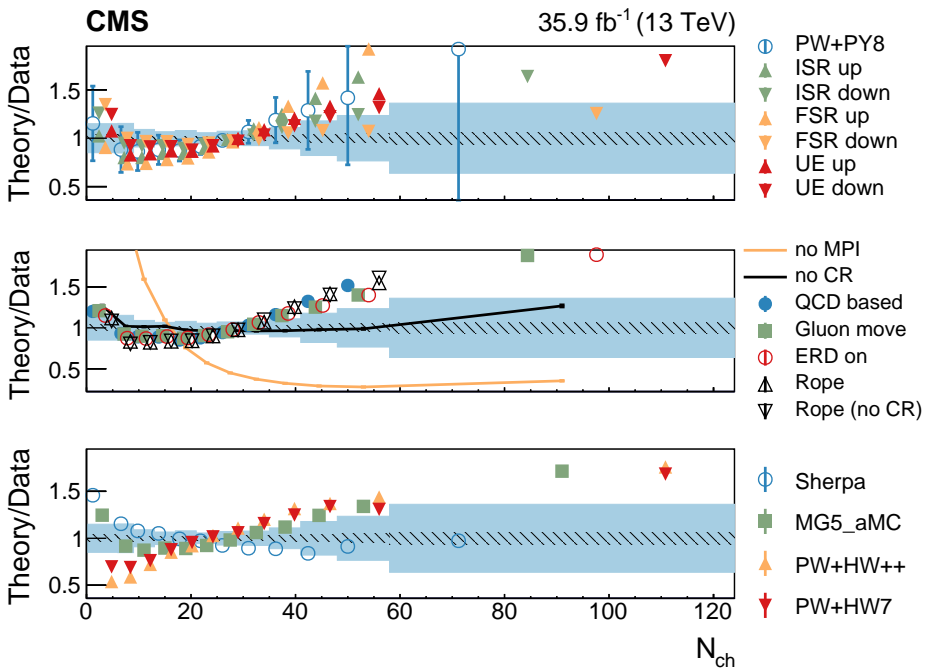 CMS 35.9 fb⁻¹ (13 TeV)
Theory/Data
1.5
1
0.5
PW+PY8
ISR up
ISR down
FSR up
FSR down
UE up
UE down
Theory/Data
1.5
1
0.5
no MPI
no CR
QCD based
Gluon move
ERD on
Rope
Rope (no CR)
Theory/Data
1.5
1
0.5
Sherpa
MG5_aMC
PW+HW++
PW+HW7
0 20 40 60 80 100 120
N_ch